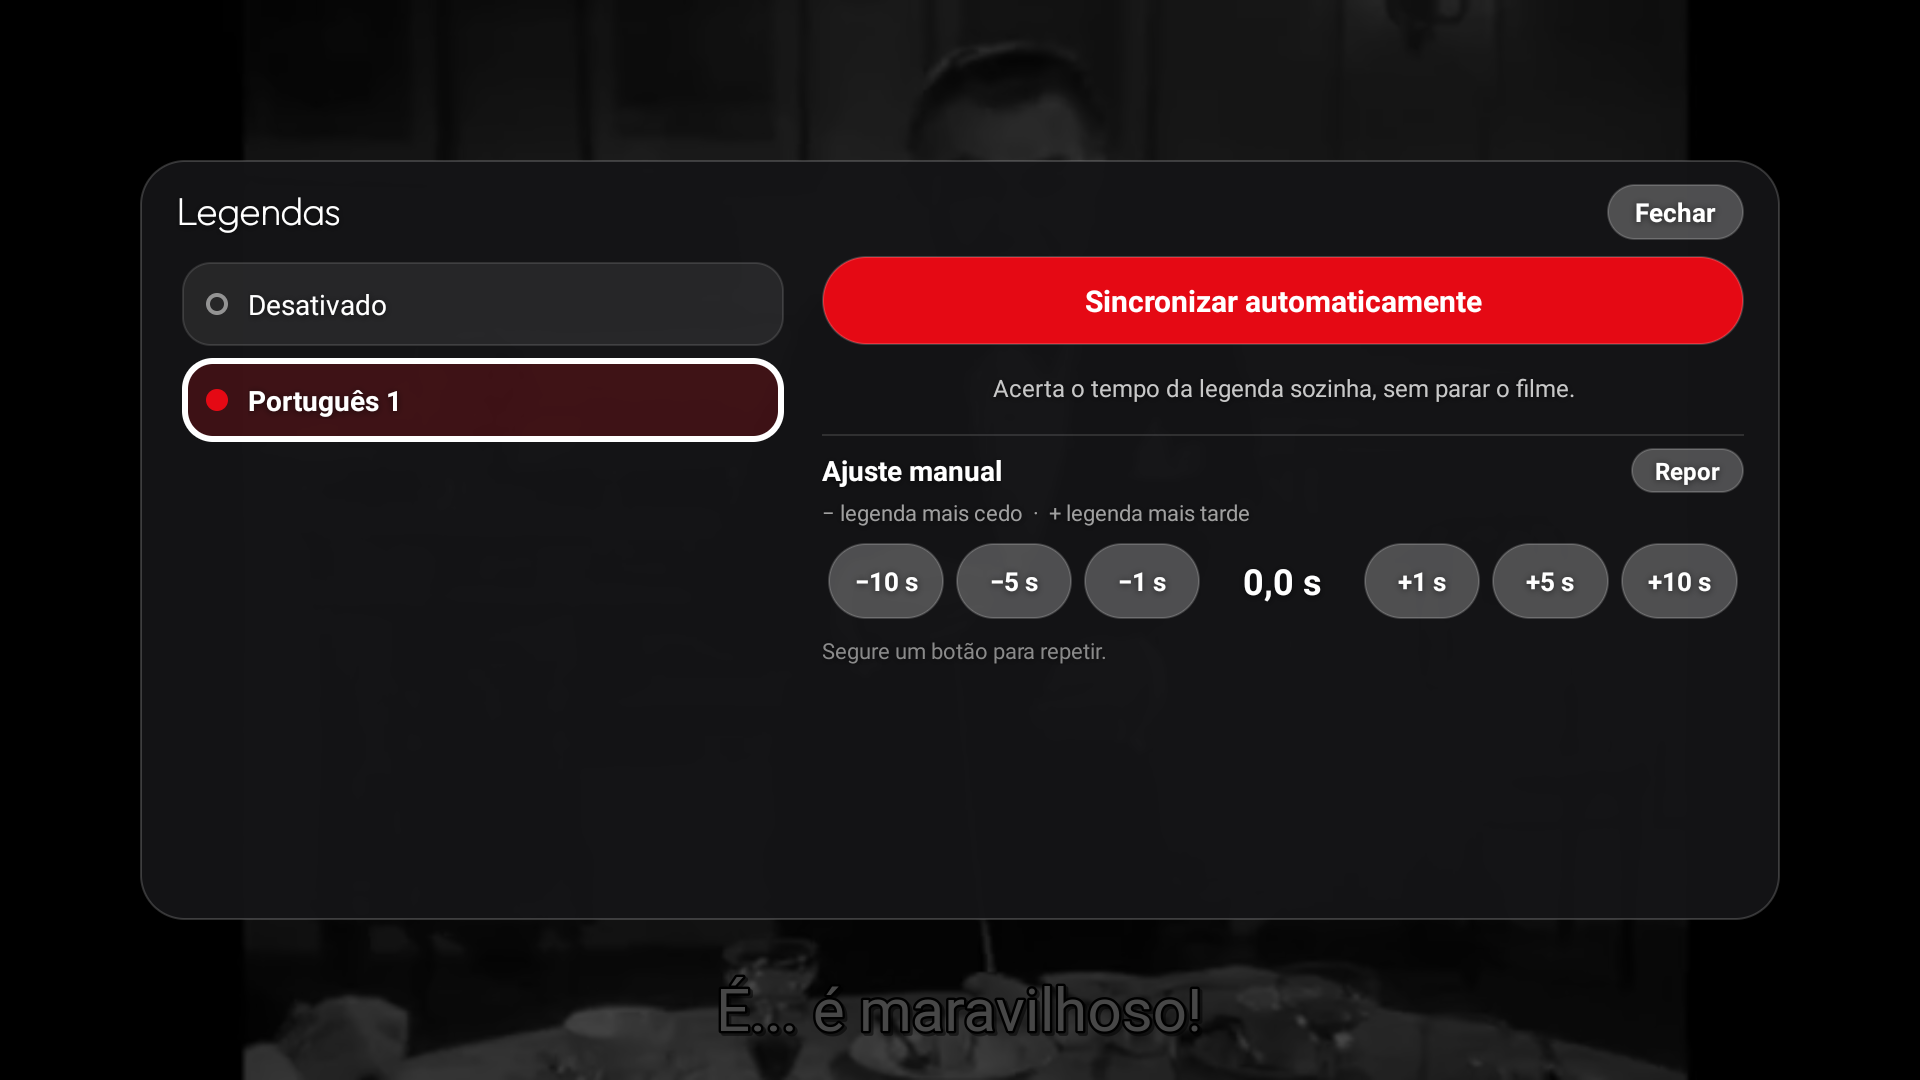 Legendas
Fechar
Desativado
Português 1
Sincronizar automaticamente
Acerta o tempo da legenda sozinha, sem parar o filme.
Ajuste manual
Repor
− legenda mais cedo · + legenda mais tarde
−10 s −5 s −1 s 0,0 s +1 s +5 s +10 s
Segure um botão para repetir.
É... é maravilhoso!